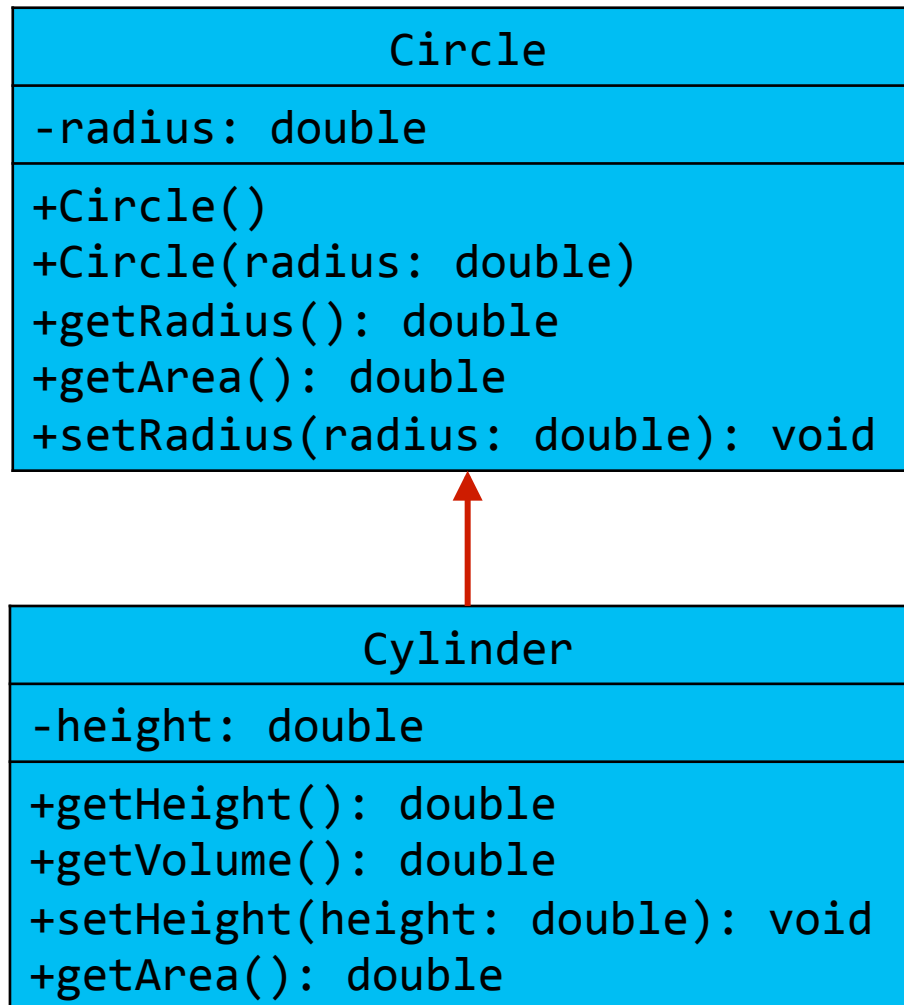 Circle
-radius: double
+Circle()
+Circle(radius: double)
+getRadius(): double
+getArea(): double
+setRadius(radius: double): void
Cylinder
-height: double
+getHeight(): double
+getVolume(): double
+setHeight(height: double): void
+getArea(): double